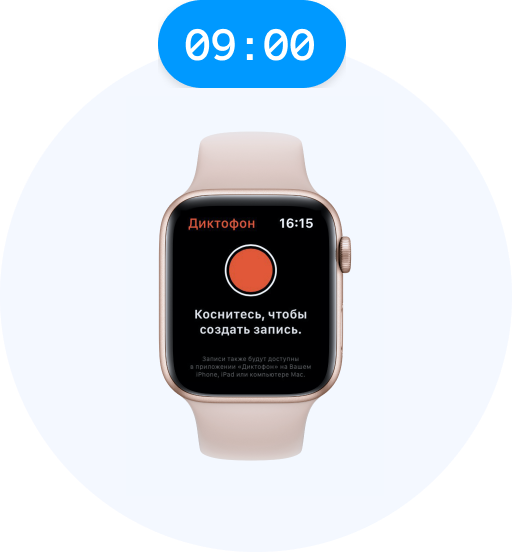 09:00
Диктофон 16:15
Коснитесь, чтобы
создать запись.
Записи также будут доступны
в приложении «Диктофон» на Вашем
iPhone, iPad или компьютере Mac.